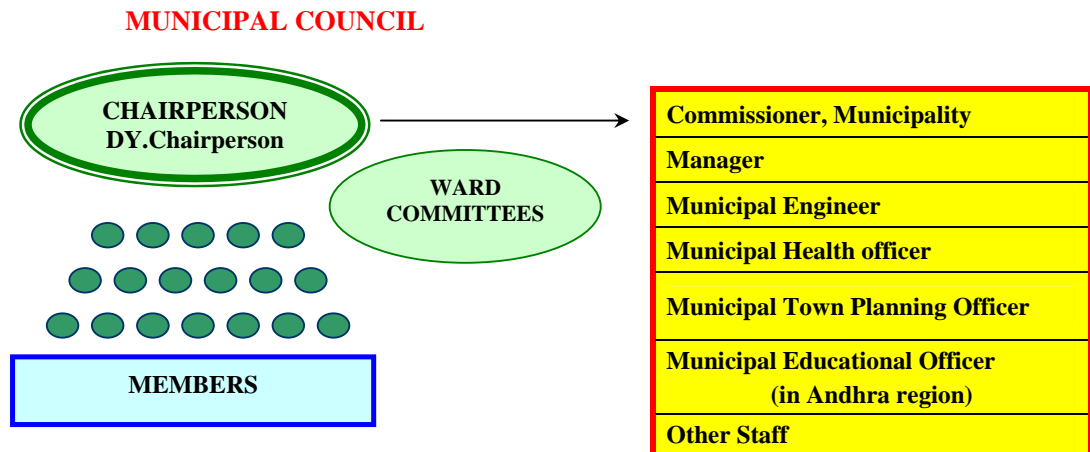 MUNICIPAL COUNCIL
CHAIRPERSON
DY.Chairperson
WARD
COMMITTEES
MEMBERS
Commissioner, Municipality
Manager
Municipal Engineer
Municipal Health officer
Municipal Town Planning Officer
Municipal Educational Officer
(in Andhra region)
Other Staff